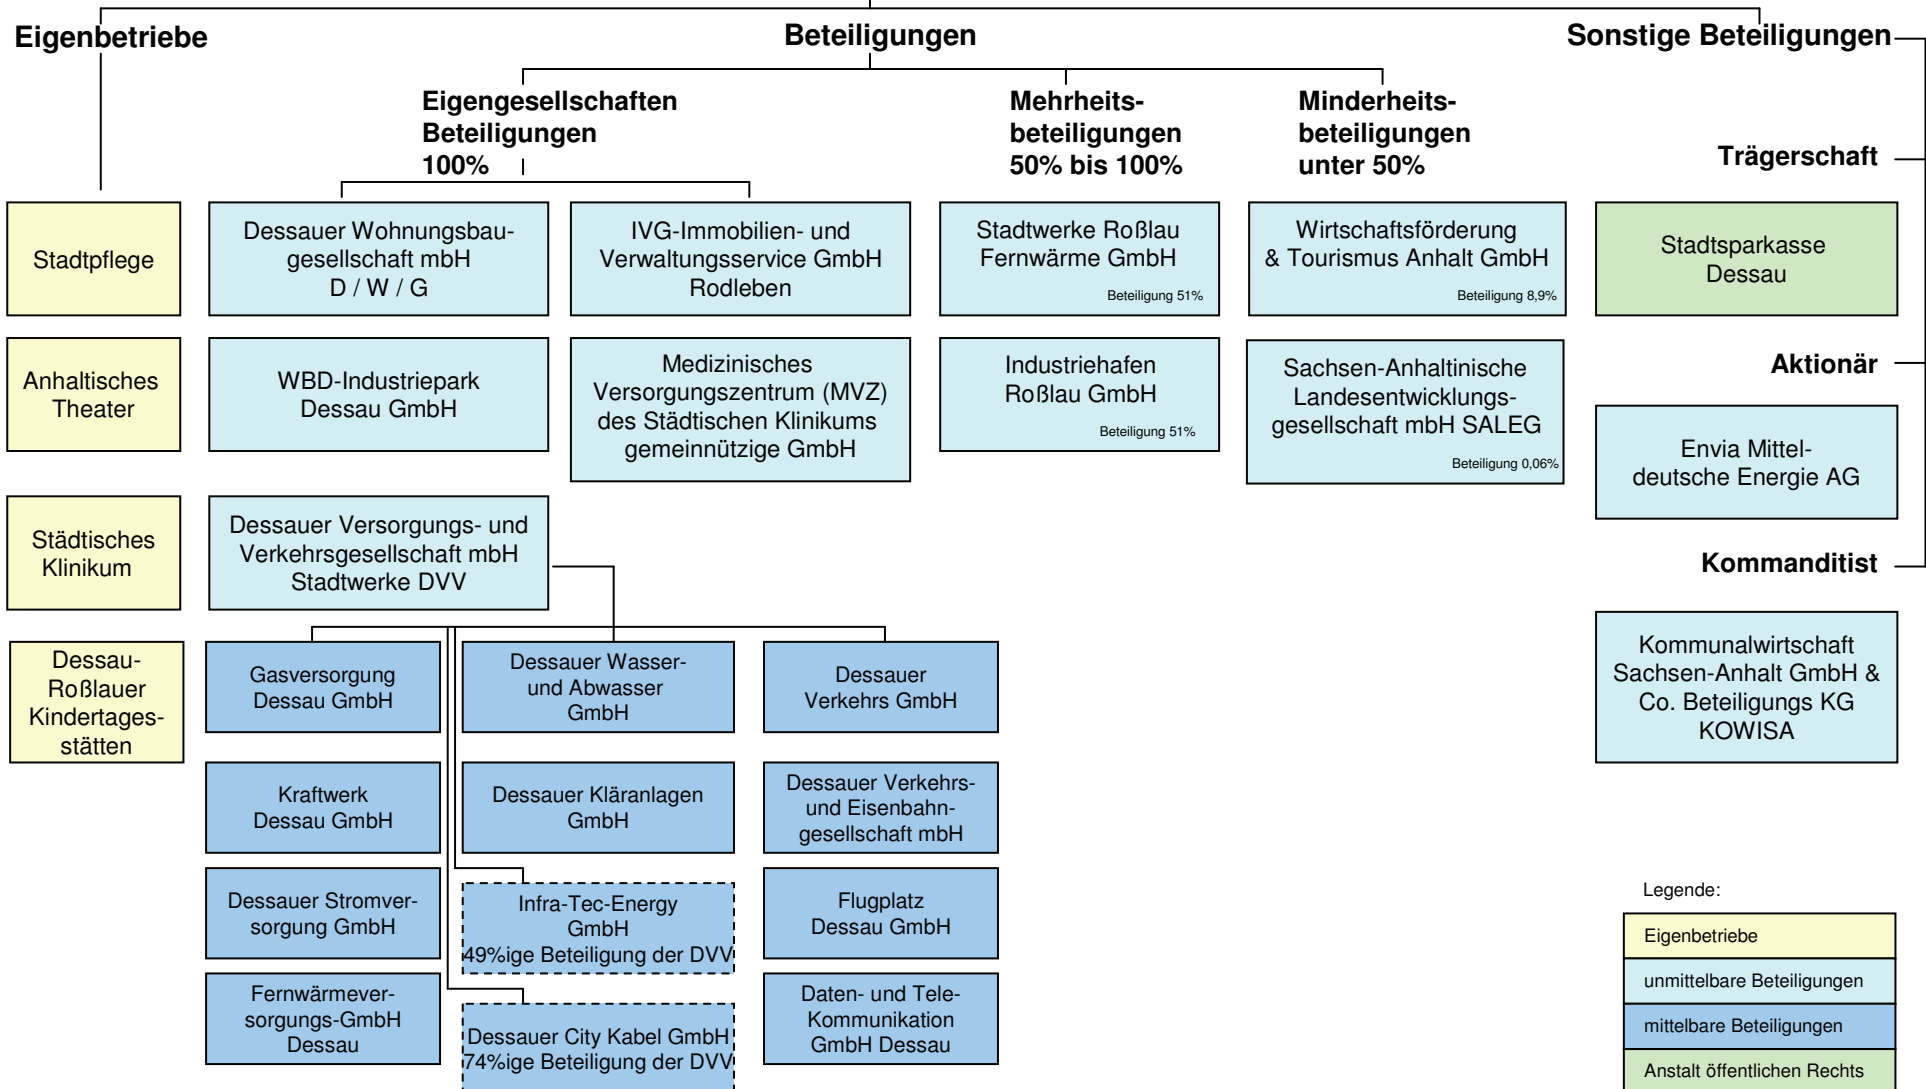 Eigenbetriebe
Beteiligungen
Sonstige Beteiligungen
Eigengesellschaften
Beteiligungen
100%
Mehrheits-
beteiligungen
50% bis 100%
Minderheits-
beteiligungen
unter 50%
Trägerschaft
Stadtpflege
Dessauer Wohnungsbau-
gesellschaft mbH
D / W / G
IVG-Immobilien- und
Verwaltungsservice GmbH
Rodleben
Stadtwerke Roßlau
Fernwärme GmbH
Beteiligung 51%
Wirtschaftsförderung
& Tourismus Anhalt GmbH
Beteiligung 8,9%
Stadtsparkasse
Dessau
Anhaltisches
Theater
WBD-Industriepark
Dessau GmbH
Medizinisches
Versorgungszentrum (MVZ)
des Städtischen Klinikums
gemeinnützige GmbH
Industriehafen
Roßlau GmbH
Beteiligung 51%
Sachsen-Anhaltinische
Landesentwicklungs-
gesellschaft mbH SALEG
Beteiligung 0,06%
Aktionär
Envia Mittel-
deutsche Energie AG
Städtisches
Klinikum
Dessauer Versorgungs- und
Verkehrsgesellschaft mbH
Stadtwerke DVV
Kommanditist
Kommunalwirtschaft
Sachsen-Anhalt GmbH &
Co. Beteiligungs KG
KOWISA
Dessau-
Roßlauer
Kindertages-
stätten
Gasversorgung
Dessau GmbH
Dessauer Wasser-
und Abwasser
GmbH
Dessauer
Verkehrs GmbH
Kraftwerk
Dessau GmbH
Dessauer Kläranlagen
GmbH
Dessauer Verkehrs-
und Eisenbahn-
gesellschaft mbH
Dessauer Stromver-
sorgung GmbH
Infra-Tec-Energy
GmbH
49%ige Beteiligung der DVV
Flugplatz
Dessau GmbH
Fernwärmever-
sorgungs-GmbH
Dessau
Dessauer City Kabel GmbH
74%ige Beteiligung der DVV
Daten- und Tele-
Kommunikation
GmbH Dessau
Legende:
Eigenbetriebe
unmittelbare Beteiligungen
mittelbare Beteiligungen
Anstalt öffentlichen Rechts